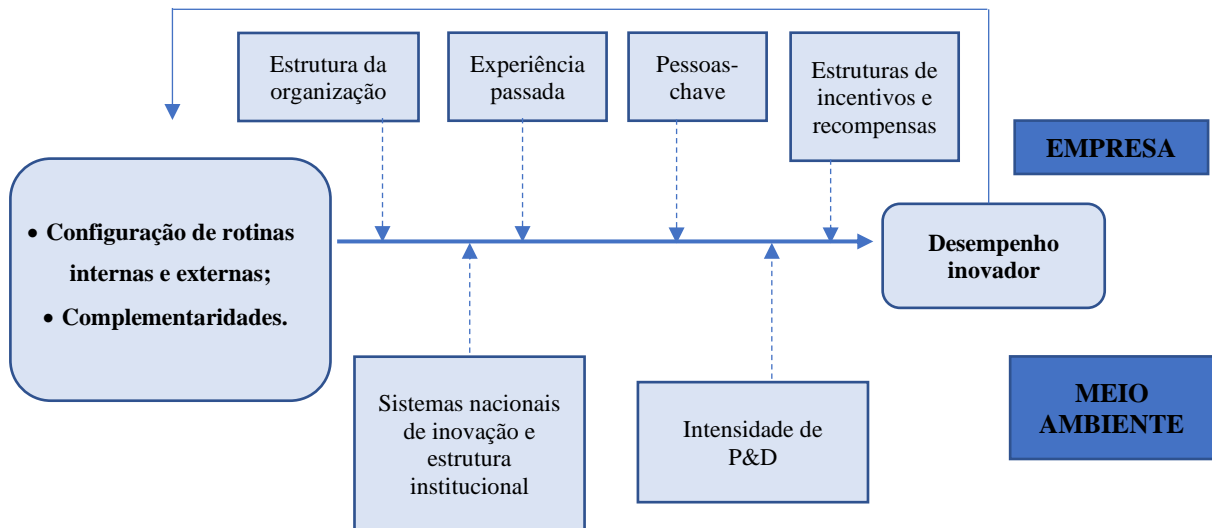 Estrutura da
organização
Experiência
passada
Pessoas-
chave
Estruturas de
incentivos e
recompensas
EMPRESA
• Configuração de rotinas
internas e externas;
• Complementaridades.
Desempenho
inovador
Sistemas nacionais
de inovação e
estrutura
institucional
Intensidade de
P&D
MEIO
AMBIENTE